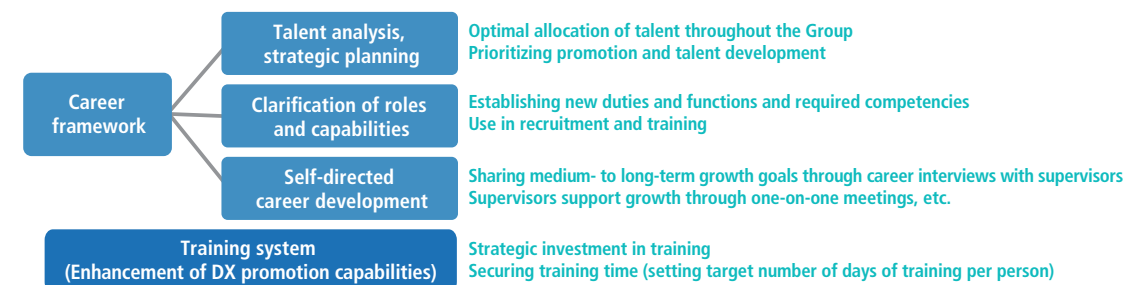 Career
framework
Talent analysis,
strategic planning
Optimal allocation of talent throughout the Group
Prioritizing promotion and talent development
Clarification of roles
and capabilities
Establishing new duties and functions and required competencies
Use in recruitment and training
Self-directed
career development
Sharing medium- to long-term growth goals through career interviews with supervisors
Supervisors support growth through one-on-one meetings, etc.
Training system
(Enhancement of DX promotion capabilities)
Strategic investment in training
Securing training time (setting target number of days of training per person)